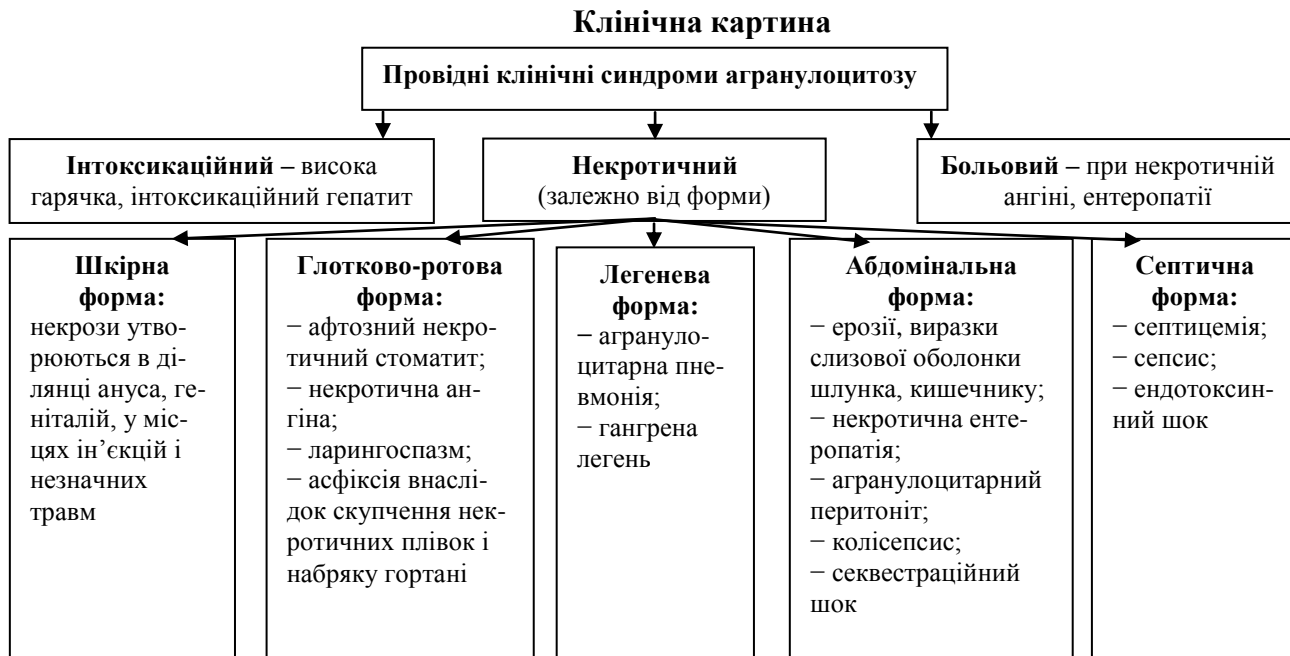 Клінічна картина
Провідні клінічні синдроми агранулоцитозу
Інтоксикаційний – висока
гарячка, інтоксикаційний гепатит
Некротичний
(залежно від форми)
Больовий – при некротичній
ангіні, ентеропатії
Шкірна
форма:
некрози утво-
рюються в ді-
лянці ануса, ге-
ніталій, у міс-
цях ін’єкцій і
незначних
травм
Глотково-ротова
форма:
− афтозний некро-
тичний стоматит;
− некротична ан-
гіна;
− ларингоспазм;
− асфіксія внаслі-
док скупчення нек-
ротичних плівок і
набряку гортані
Легенева
форма:
− агрануло-
цитарна пне-
вмонія;
− гангрена
легень
Абдомінальна
форма:
− ерозії, виразки
слизової оболонки
шлунка, кишечнику;
− некротична енте-
ропатія;
− агранулоцитарний
перитоніт;
− колісепсис;
− секвестраційний
шок
Септична
форма:
− септицемія;
− сепсис;
− ендотоксин-
ний шок